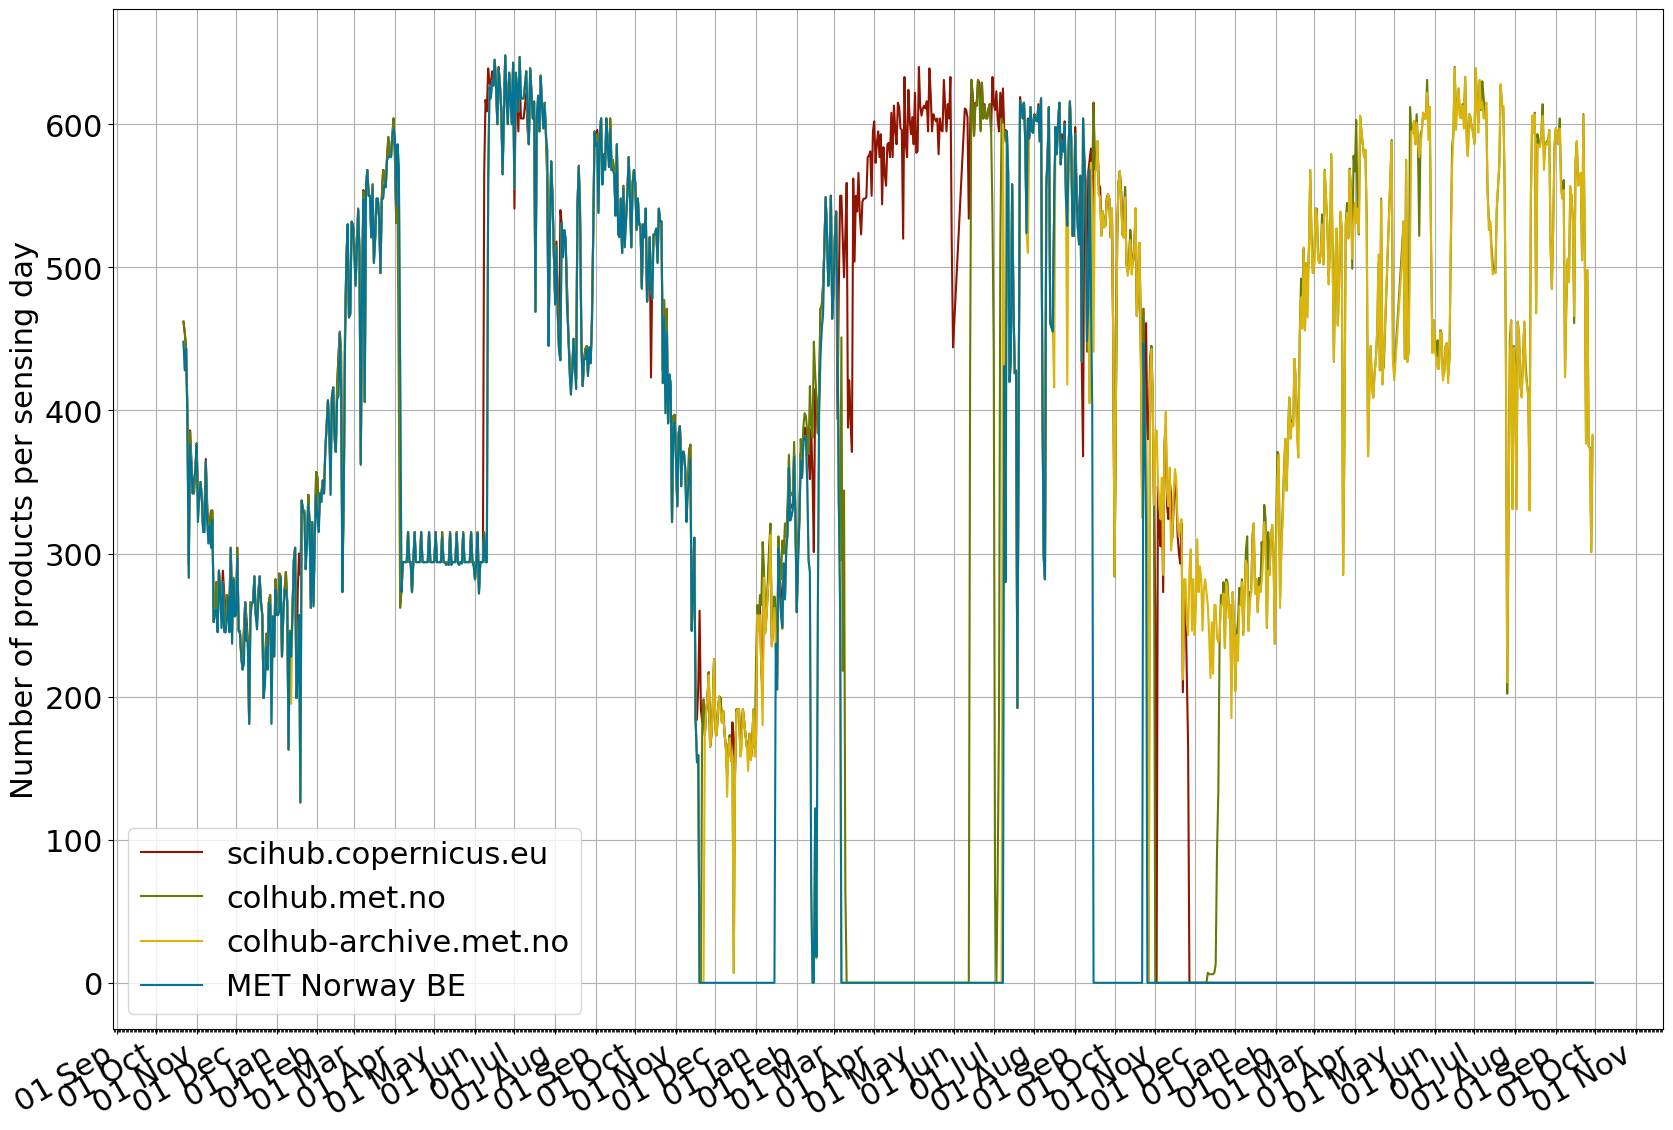 Number of products per sensing day
600
500
400
300
200
100
0
scihub.copernicus.eu
colhub.met.no
colhub-archive.met.no
MET Norway BE
01 Sep
01 Oct
01 Nov
01 Dec
01 Jan
01 Feb
01 Mar
01 Apr
01 May
01 Jun
01 Jul
01 Aug
01 Sep
01 Oct
01 Nov
01 Dec
01 Jan
01 Feb
01 Mar
01 Apr
01 May
01 Jun
01 Jul
01 Aug
01 Sep
01 Oct
01 Nov
01 Dec
01 Jan
01 Feb
01 Mar
01 Apr
01 May
01 Jun
01 Jul
01 Aug
01 Sep
01 Oct
01 Nov